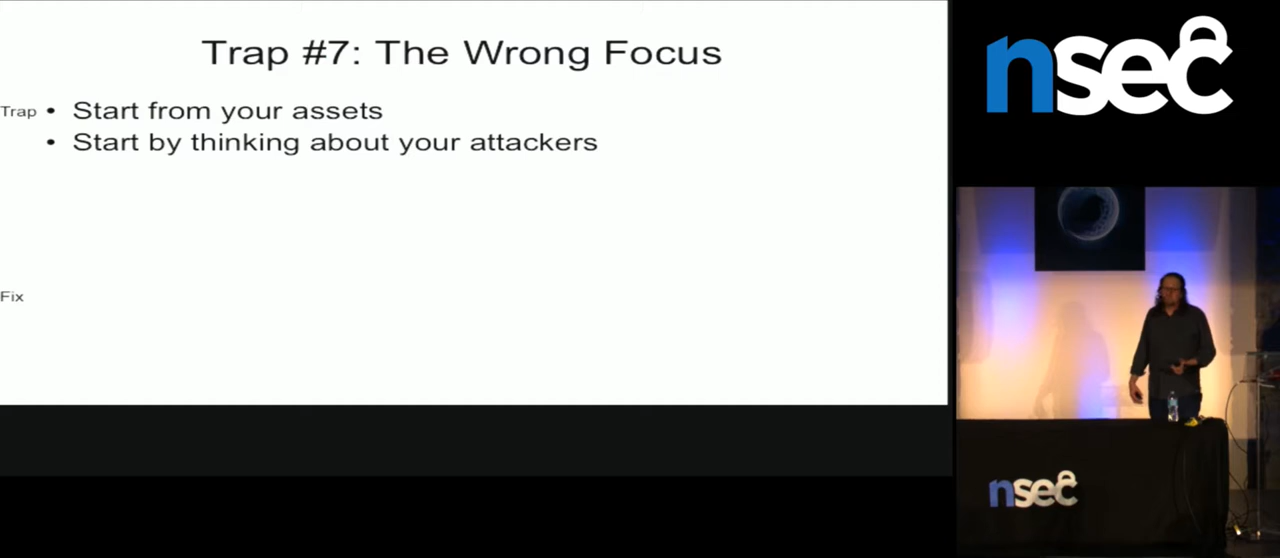 Trap #7: The Wrong Focus
Trap • Start from your assets
• Start by thinking about your attackers
Fix
nsec
nsec